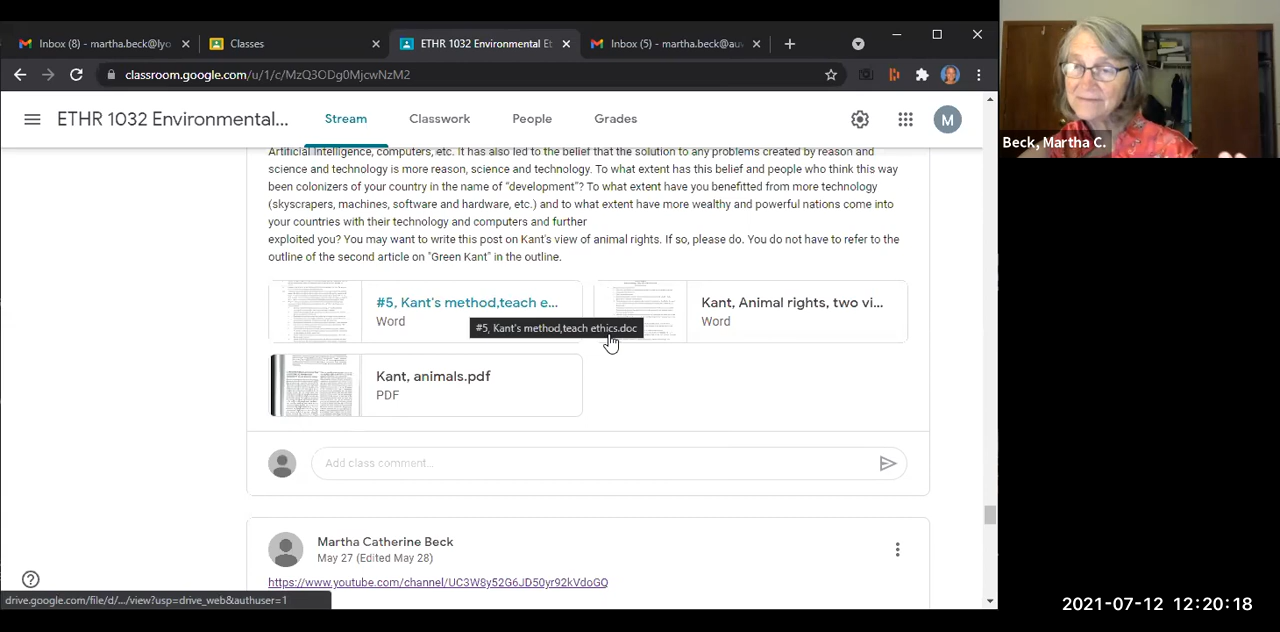 Inbox (8) - martha.beck@lyo
Classes
ETHR 1032 Environmental Et
Inbox (5) - martha.beck@au
classroom.google.com/u/1/c/MzQ3ODg0MjcwNzM2
ETHR 1032 Environmental...
Stream
Classwork
People
Grades
M
Beck, Martha C.
Artificial Intelligence, computers etc. It has also led to the belief that the solution to any problems created by reason and
science and technology is more reason, science and technology. To what extent has this belief and people who think this way
been colonizers of your country in the name of "development"? To what extent have you benefitted from more technology
(skyscrapers, machines, software and hardware, etc.) and to what extent have more wealthy and powerful nations come into
your countries with their technology and computers and further
exploited you? You may want to write this post on Kant's view of animal rights. If so, please do. You do not have to refer to the
outline of the second article on "Green Kant" in the outline.
#5, Kant's method,teach e...
Word
Kant, Animal rights, two vi...
Word
#5, Kant's method,teach ethics.doc
Kant, animals.pdf
PDF
Add class comment...
Martha Catherine Beck
May 27 (Edited May 28)
https://www.youtube.com/channel/UC3W8y52G6JD50yr92kVdoGQ
drive.google.com/file/d/.../view?usp=drive_web&authuser=1
2021-07-12 12:20:18